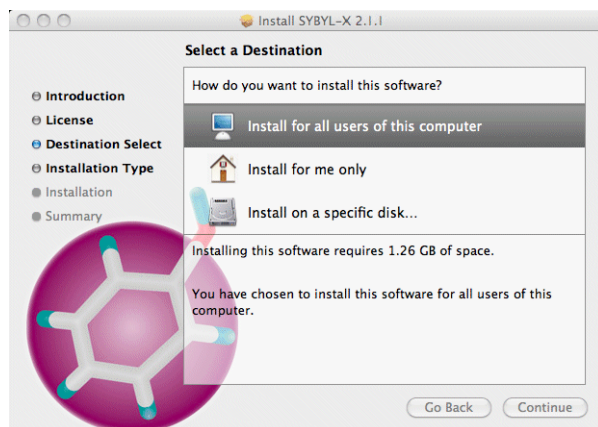 Install SYBYL-X 2.1.1
Select a Destination
Introduction
License
Destination Select
Installation Type
Installation
Summary
How do you want to install this software?
Install for all users of this computer
Install for me only
Install on a specific disk...
Installing this software requires 1.26 GB of space.
You have chosen to install this software for all users of this
computer.
Go Back
Continue